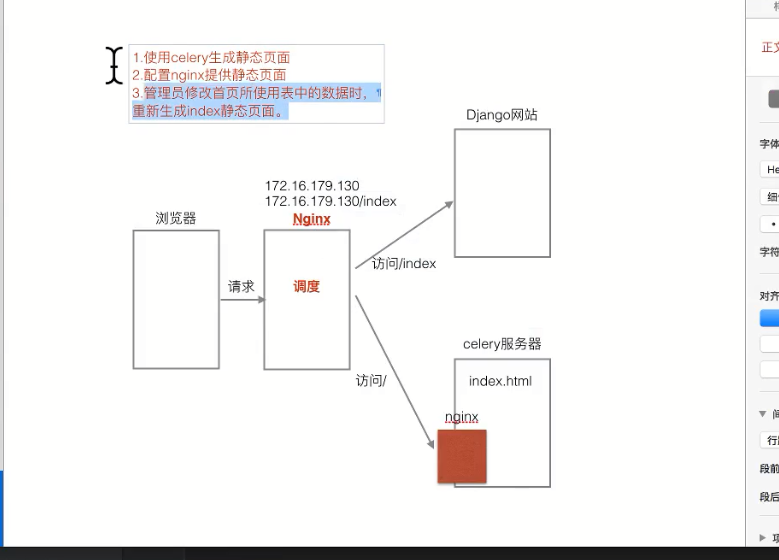 1.使用celery生成静态页面
2.配置nginx提供静态页面
3.管理员修改首页所使用表中的数据时，
重新生成index静态页面。
Django网站
172.16.179.130
172.16.179.130/index
浏览器
Nginx
访问/index
请求
调度
celery服务器
访问/
index.html
nginx
正文
字体
He
细
字符
对齐
行
段前
段后